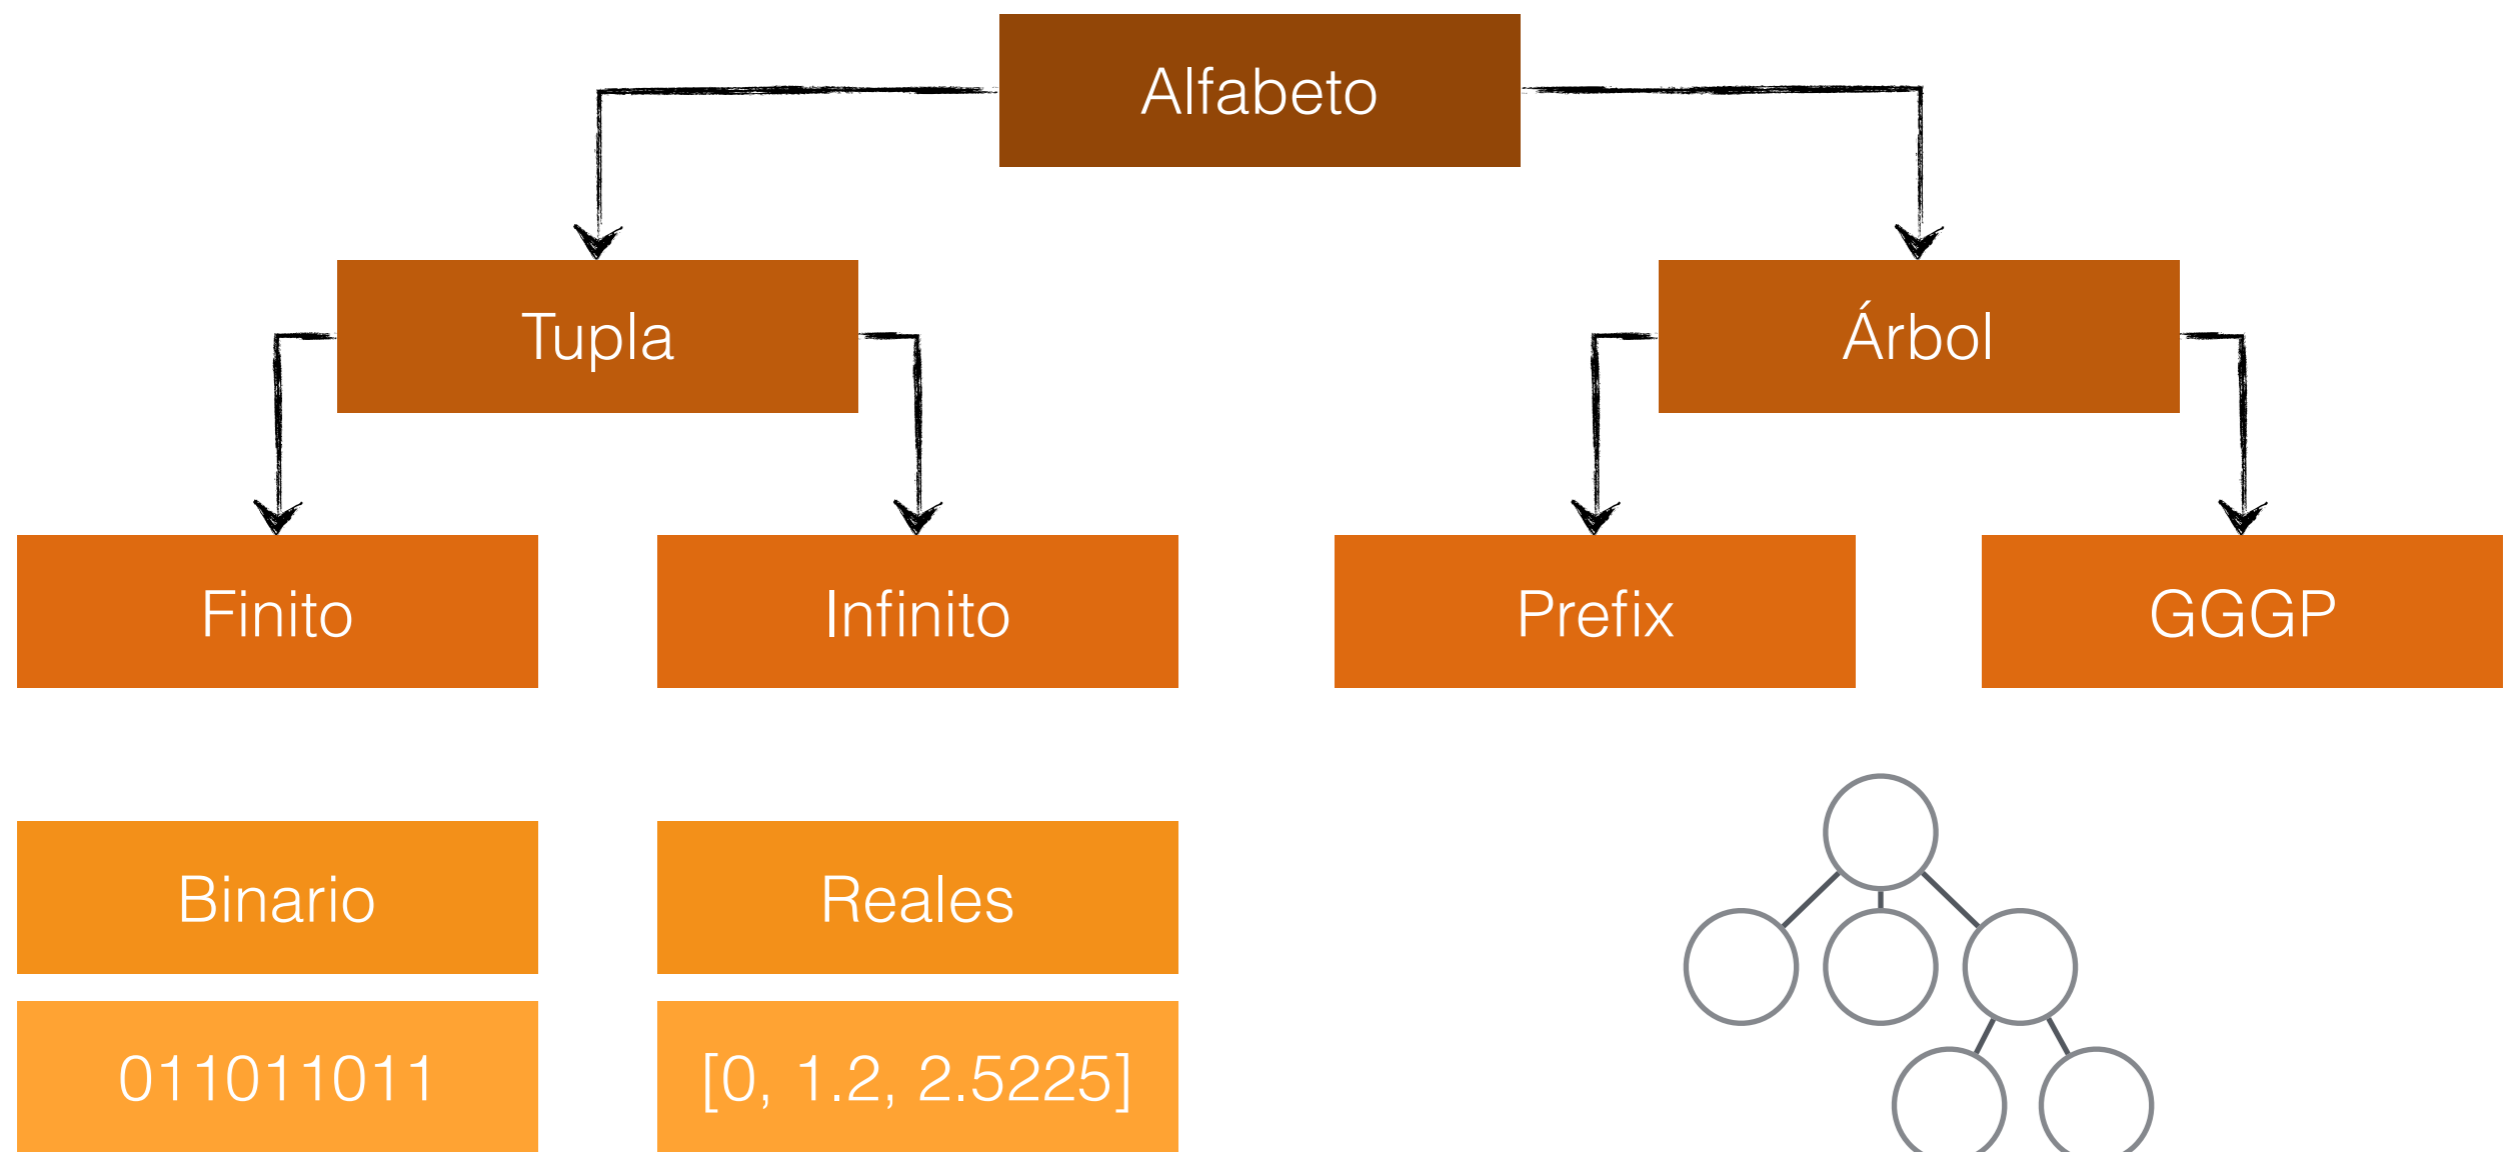 Alfabeto
Tupla
Árbol
Finito
Infinito
Prefix
GGGP
Binario
Reales
011011011
[0, 1.2, 2.5225]